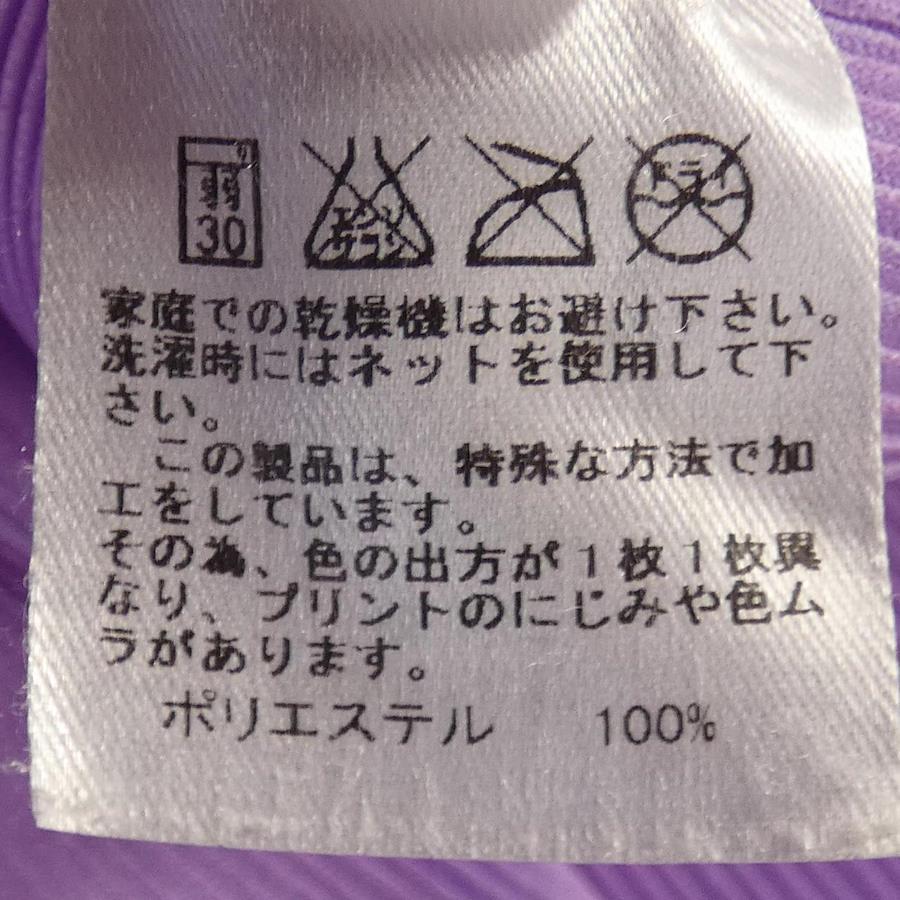 30
エンソ
サラシ
ドライ
家庭での乾燥機はお避け下さい。
洗濯時にはネットを使用して下
さい。
この製品は、特殊な方法で加
工をしています。
その為、色の出方が1枚1枚異
なり、プリントのにじみや色ム
ラがあります。
ポリエステル 100%